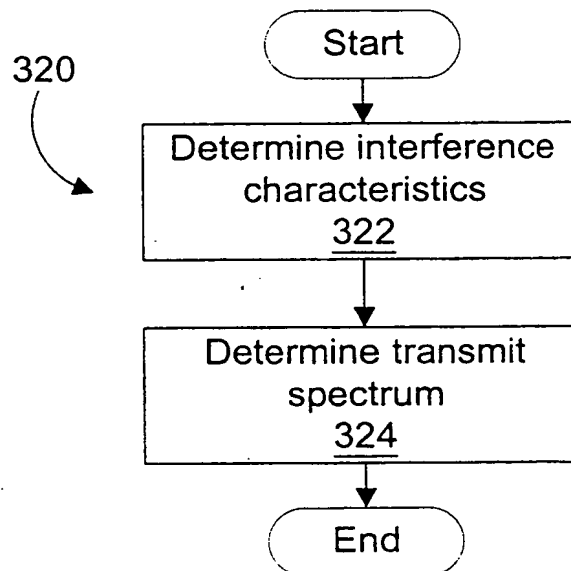 Start
320
Determine interference
characteristics
322
Determine transmit
spectrum
324
End